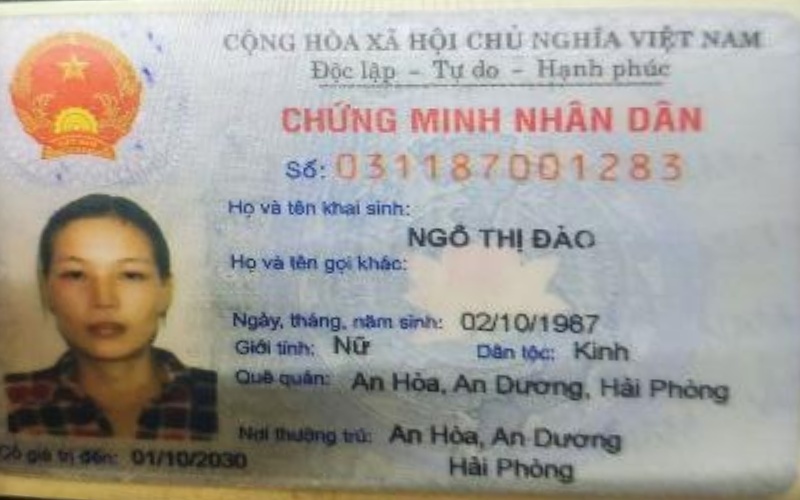 CỘNG HÒA XÃ HỘI CHỦ NGHĨA VIỆT NAM
Độc lập - Tự do - Hạnh phúc
CHỨNG MINH NHÂN DÂN
Số: 031187001283
Họ và tên khai sinh:
NGÔ THỊ ĐÀO
Họ và tên gọi khác:
Ngày, tháng, năm sinh: 02/10/1987
Giới tính: Nữ Dân tộc: Kinh
Quê quán: An Hòa, An Dương, Hải Phòng
Nơi thường trú: An Hòa, An Dương
Hải Phòng
Có giá trị đến: 01/10/2030